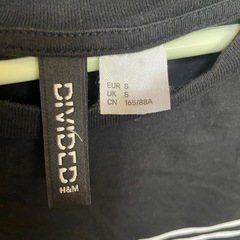 DIVIDED
H&M
EUR S
UK S
CN 165/88A